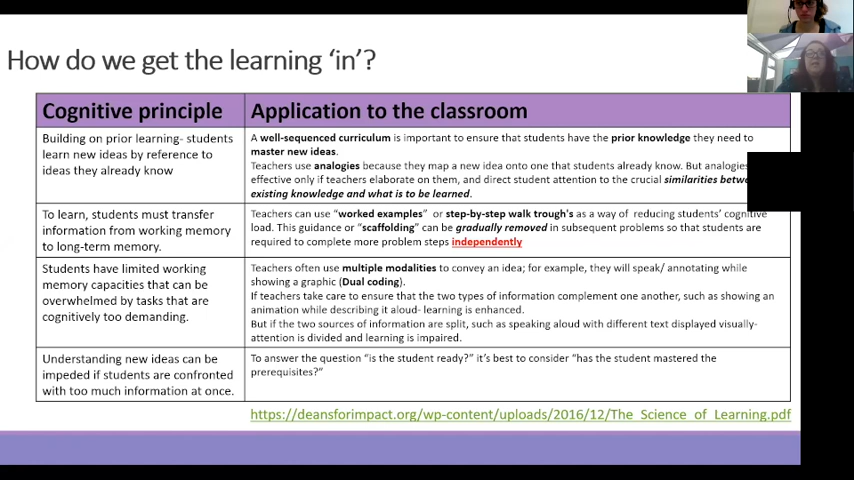 How do we get the learning ‘in’?
Cognitive principle
Application to the classroom
Building on prior learning- students
learn new ideas by reference to
ideas they already know
A well-sequenced curriculum is important to ensure that students have the prior knowledge they need to
master new ideas.
Teachers use analogies because they map a new idea onto one that students already know. But analogies
effective only if teachers elaborate on them, and direct student attention to the crucial similarities
existing knowledge and what is to be learned.
To learn, students must transfer
information from working memory
to long-term memory.
Teachers can use “worked examples” or step-by-step walk trough's as a way of reducing students’ cognitive
load. This guidance or “scaffolding” can be gradually removed in subsequent problems so that students are
required to complete more problem steps independently
Students have limited working
memory capacities that can be
overwhelmed by tasks that are
cognitively too demanding.
Teachers often use multiple modalities to convey an idea; for example, they will speak/ annotating while
showing a graphic (Dual coding).
If teachers take care to ensure that the two types of information complement one another, such as showing an
animation while describing it aloud- learning is enhanced.
But if the two sources of information are split, such as speaking aloud with different text displayed visually-
attention is divided and learning is impaired.
Understanding new ideas can be
impeded if students are confronted
with too much information at once.
To answer the question “is the student ready?” it’s best to consider “has the student mastered the
prerequisites?”
https://deansforimpact.org/wp-content/uploads/2016/12/The_Science_of_Learning.pdf